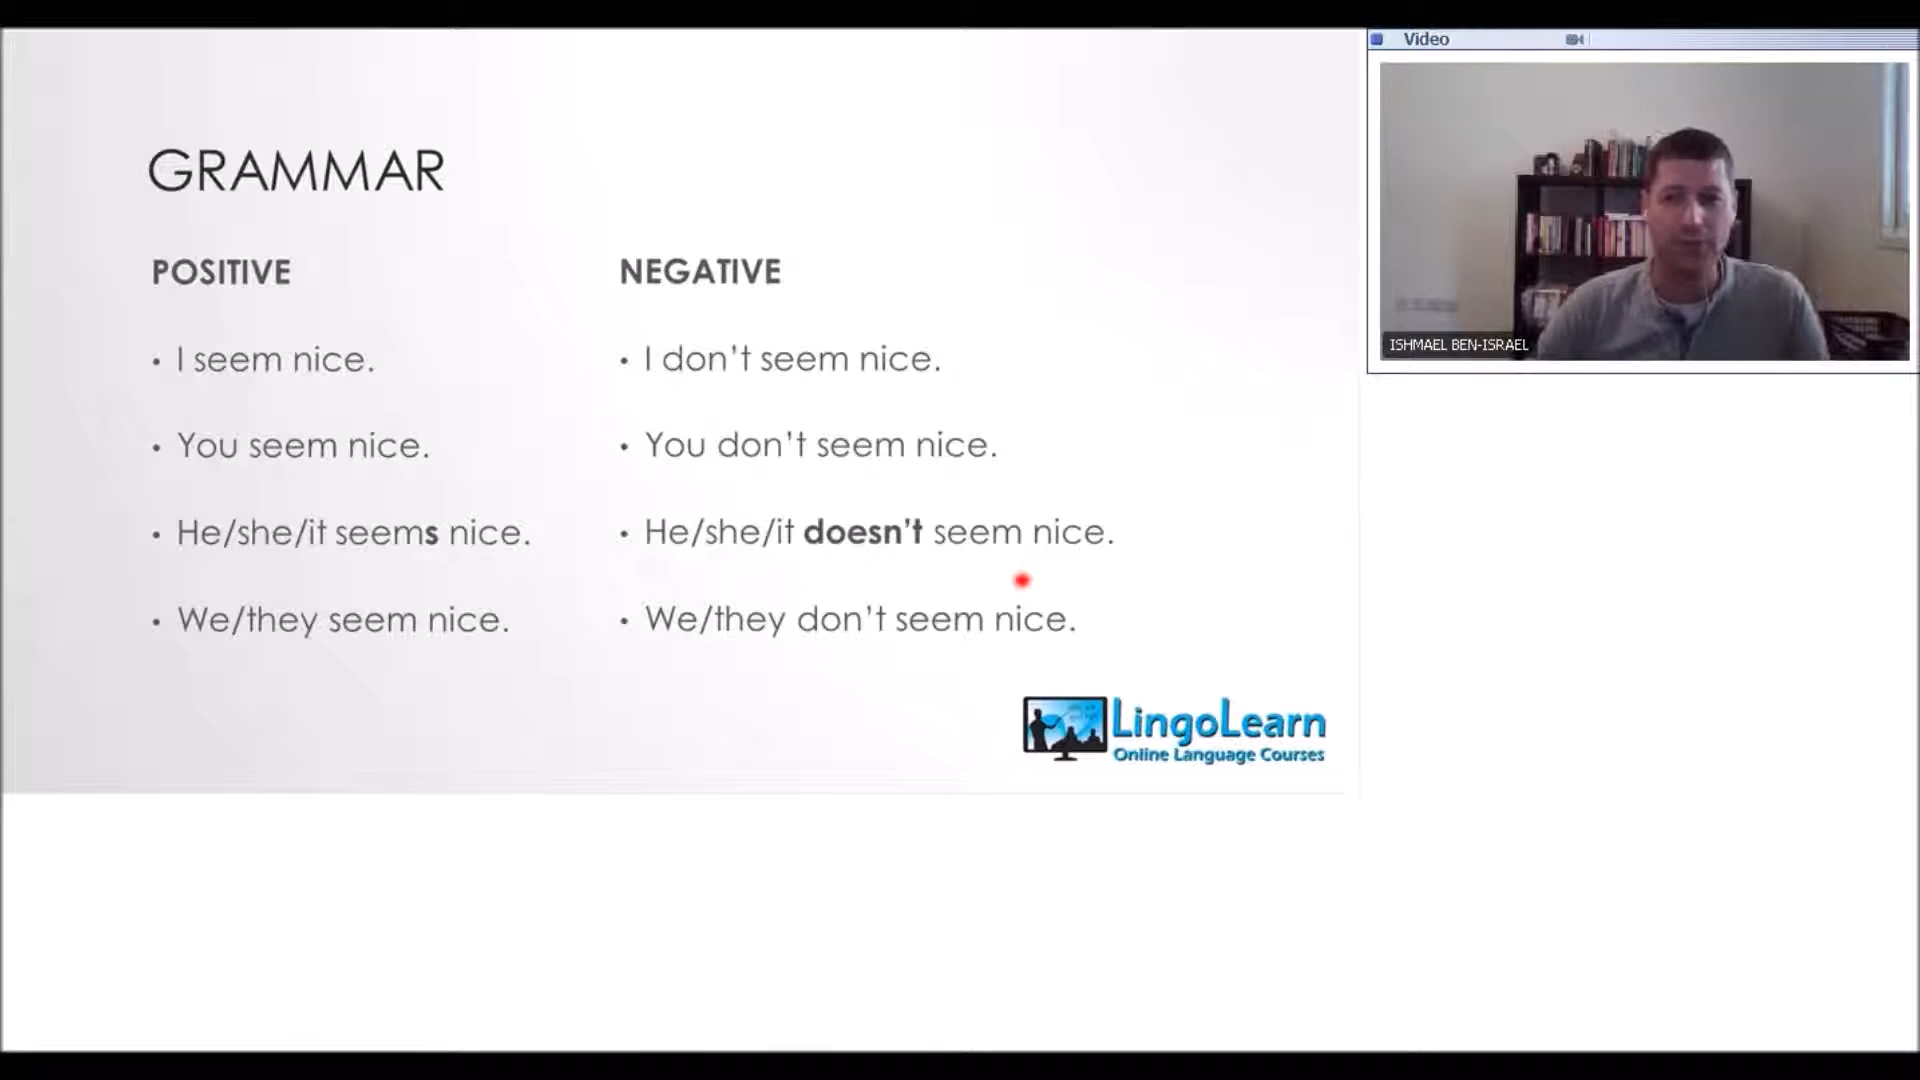 Video
GRAMMAR
POSITIVE
• I seem nice.
• You seem nice.
• He/she/it seems nice.
• We/they seem nice.
NEGATIVE
• I don't seem nice.
• You don't seem nice.
• He/she/it doesn't seem nice.
• We/they don't seem nice.
LingoLearn
Online Language Courses
ISHMAEL BEN-ISRAEL